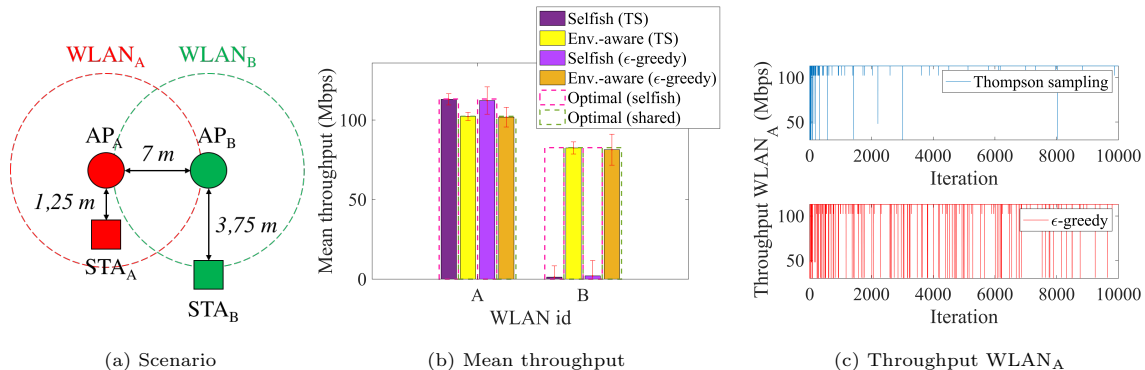 WLAN_A
WLAN_B
AP_A
AP_B
7 m
1,25 m
3,75 m
STA_A
STA_B
(a) Scenario
Selfish (TS)
Env.-aware (TS)
Selfish (ϵ-greedy)
Env.-aware (ϵ-greedy)
Optimal (selfish)
Optimal (shared)
Mean throughput (Mbps)
100
50
0
A
B
WLAN id
(b) Mean throughput
Throughput WLAN_A (Mbps)
100
50
Thompson sampling
0
2000
4000
6000
8000
10000
Iteration
100
50
ϵ-greedy
0
2000
4000
6000
8000
10000
Iteration
(c) Throughput WLAN_A